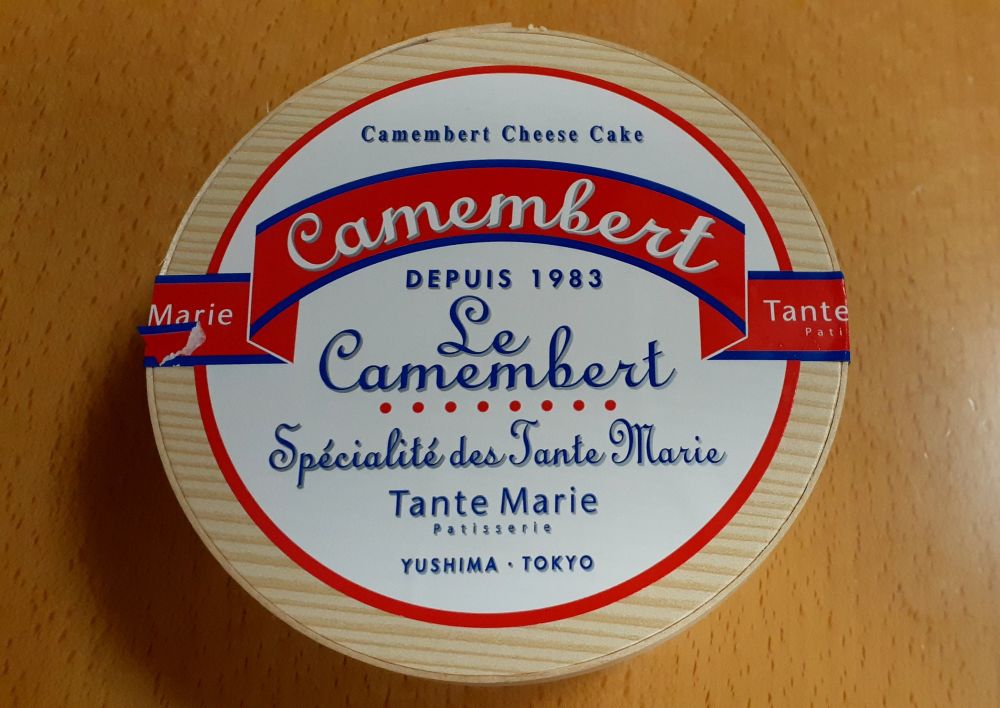 Camembert Cheese Cake
Camembert
DEPUIS 1983
Le
Camembert
Marie
Tante
Pati
Spécialité des Tante Marie
Tante Marie
Patisserie
YUSHIMA · TOKYO